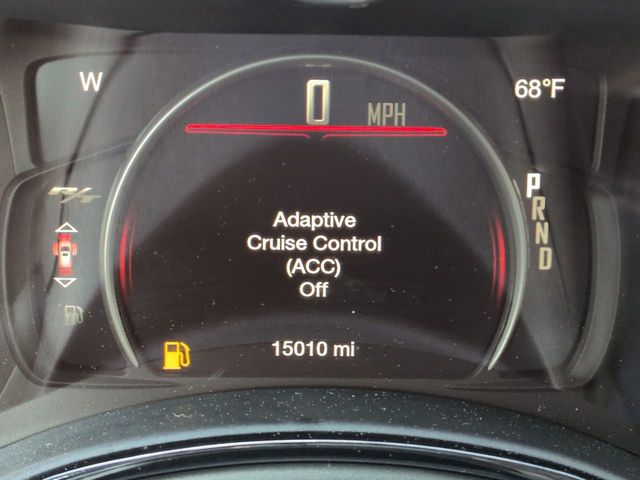 W
0 MPH
68°F
R/T
P
R
N
D
Adaptive
Cruise Control
(ACC)
Off
15010 mi